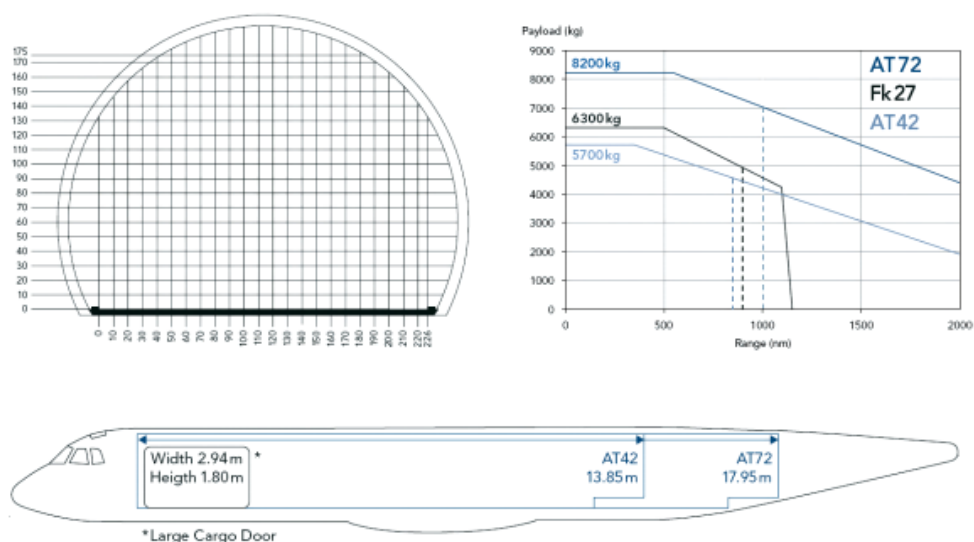 175
170
160
150
140
130
120
110
100
90
80
70
60
50
40
30
20
10
0
0 10 20 30 40 50 60 70 80 90 100 110 120 130 140 150 160 170 180 190 200 210 220 226
Payload (kg)
9000
8000
7000
6000
5000
4000
3000
2000
1000
0
8200kg
6300kg
5700kg
AT72
Fk27
AT42
0 500 1000 1500 2000
Range (nm)
Width 2.94m *
Heigth 1.80m
AT42
13.85m
AT72
17.95m
*Large Cargo Door